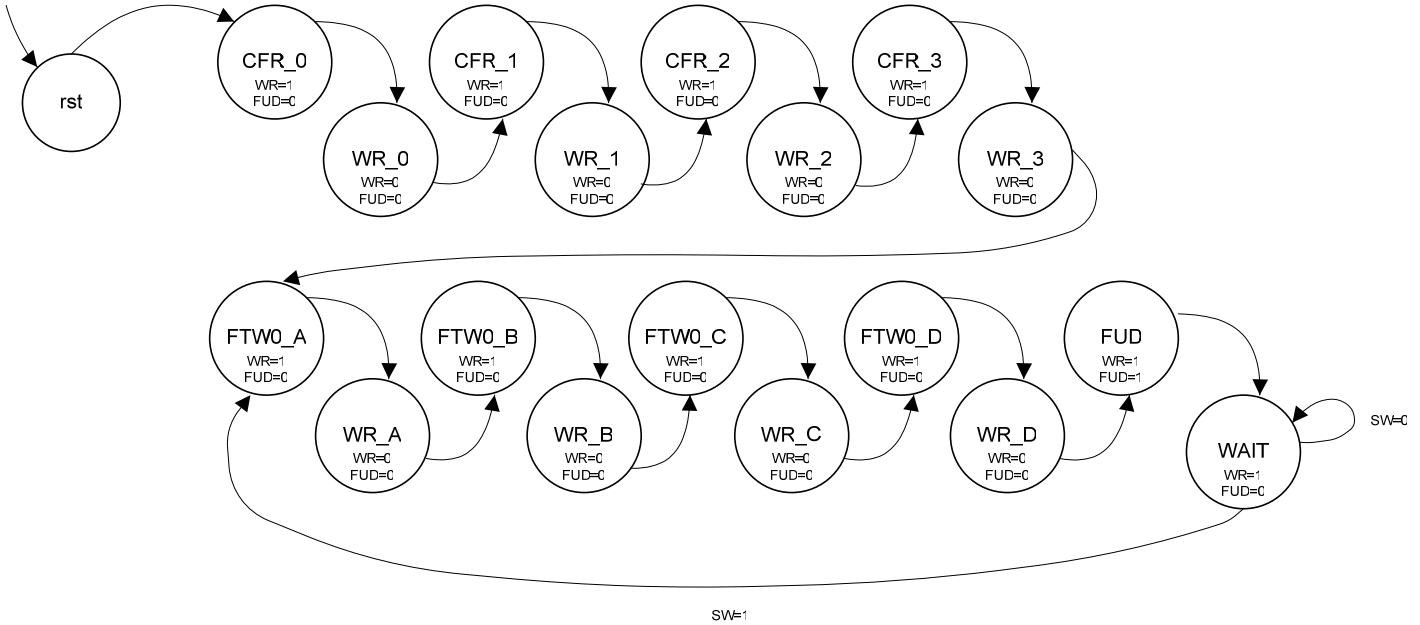 rst
CFR_0
WR=1
FUD=0
CFR_1
WR=1
FUD=0
CFR_2
WR=1
FUD=0
CFR_3
WR=1
FUD=0
WR_0
WR=0
FUD=0
WR_1
WR=0
FUD=0
WR_2
WR=0
FUD=0
WR_3
WR=0
FUD=0
FTW0_A
WR=1
FUD=0
FTW0_B
WR=1
FUD=0
FTW0_C
WR=1
FUD=0
FTW0_D
WR=1
FUD=0
FUD
WR=1
FUD=1
WR_A
WR=0
FUD=0
WR_B
WR=0
FUD=0
WR_C
WR=0
FUD=0
WR_D
WR=0
FUD=0
WAIT
WR=1
FUD=0
SW=0
SW=1